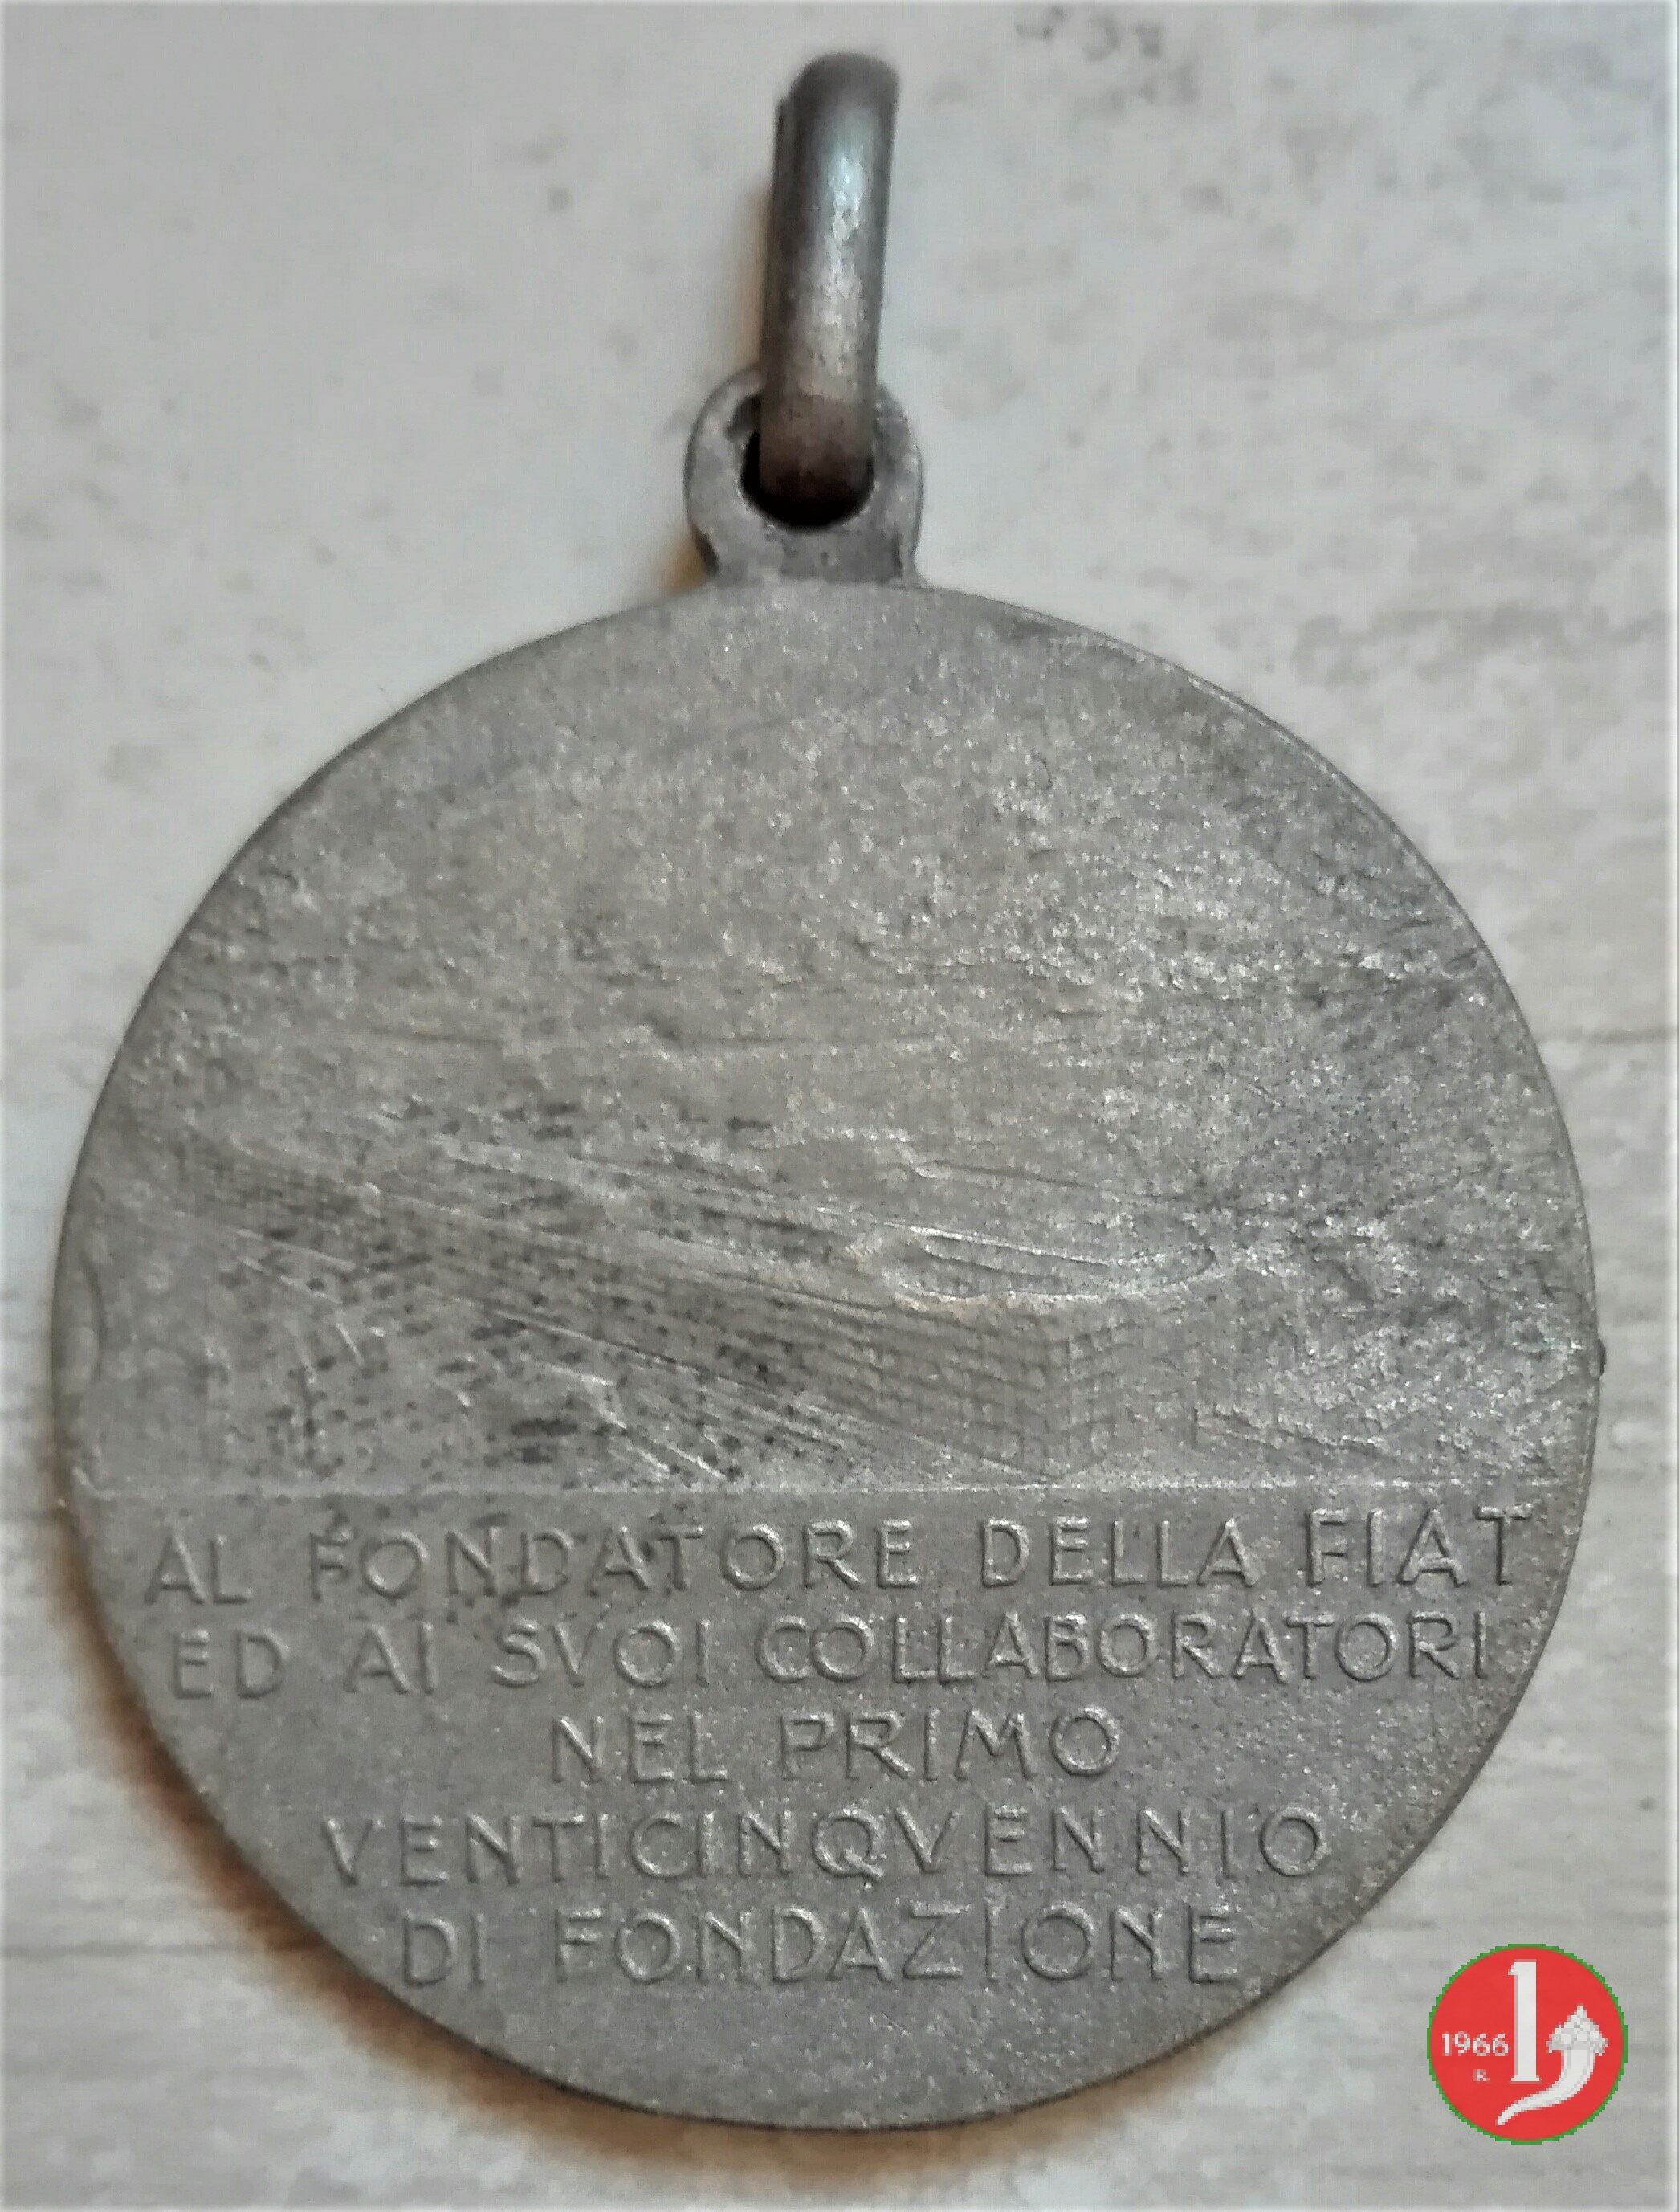 AL FONDATORE DELLA FIAT
ED AI SVOI COLLABORATORI
NEL PRIMO
VENTICINQVENNIO
DI FONDAZIONE
1966
R